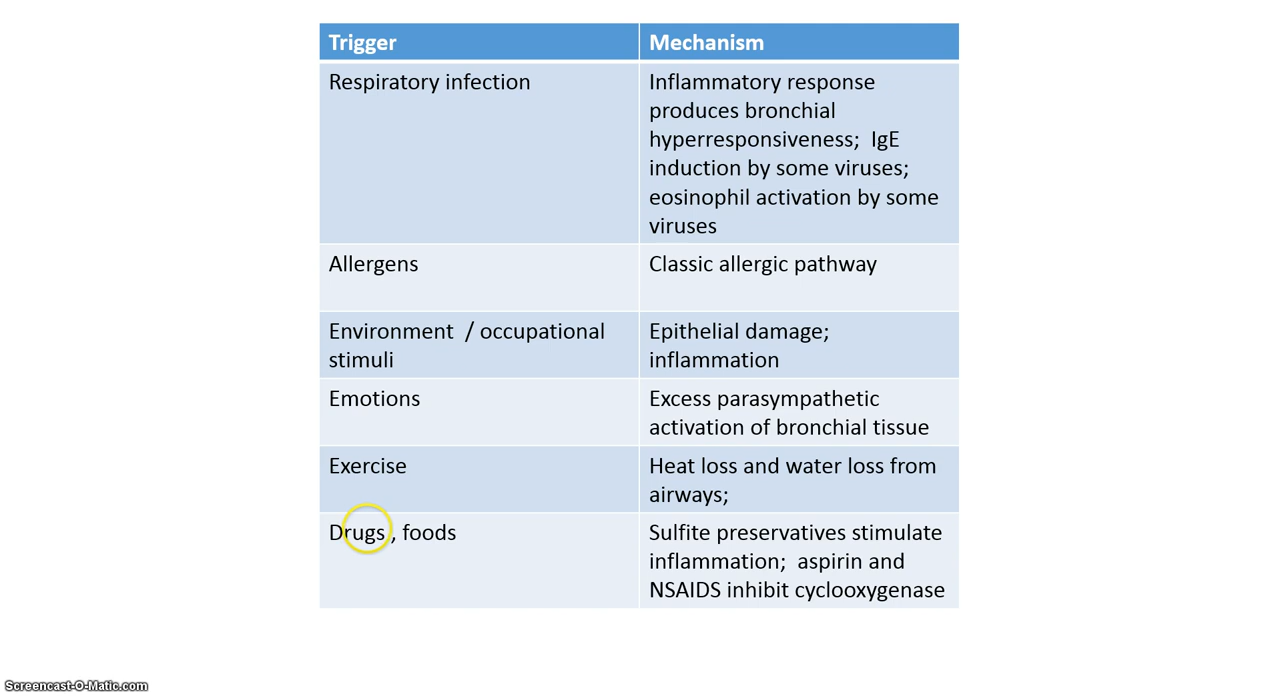 Trigger
Mechanism
Respiratory infection
Inflammatory response
produces bronchial
hyperresponsiveness; IgE
induction by some viruses;
eosinophil activation by some
viruses
Allergens
Classic allergic pathway
Environment / occupational
stimuli
Epithelial damage;
inflammation
Emotions
Excess parasympathetic
activation of bronchial tissue
Exercise
Heat loss and water loss from
airways;
Drugs , foods
Sulfite preservatives stimulate
inflammation; aspirin and
NSAIDS inhibit cyclooxygenase
Screencast-O-Matic.com